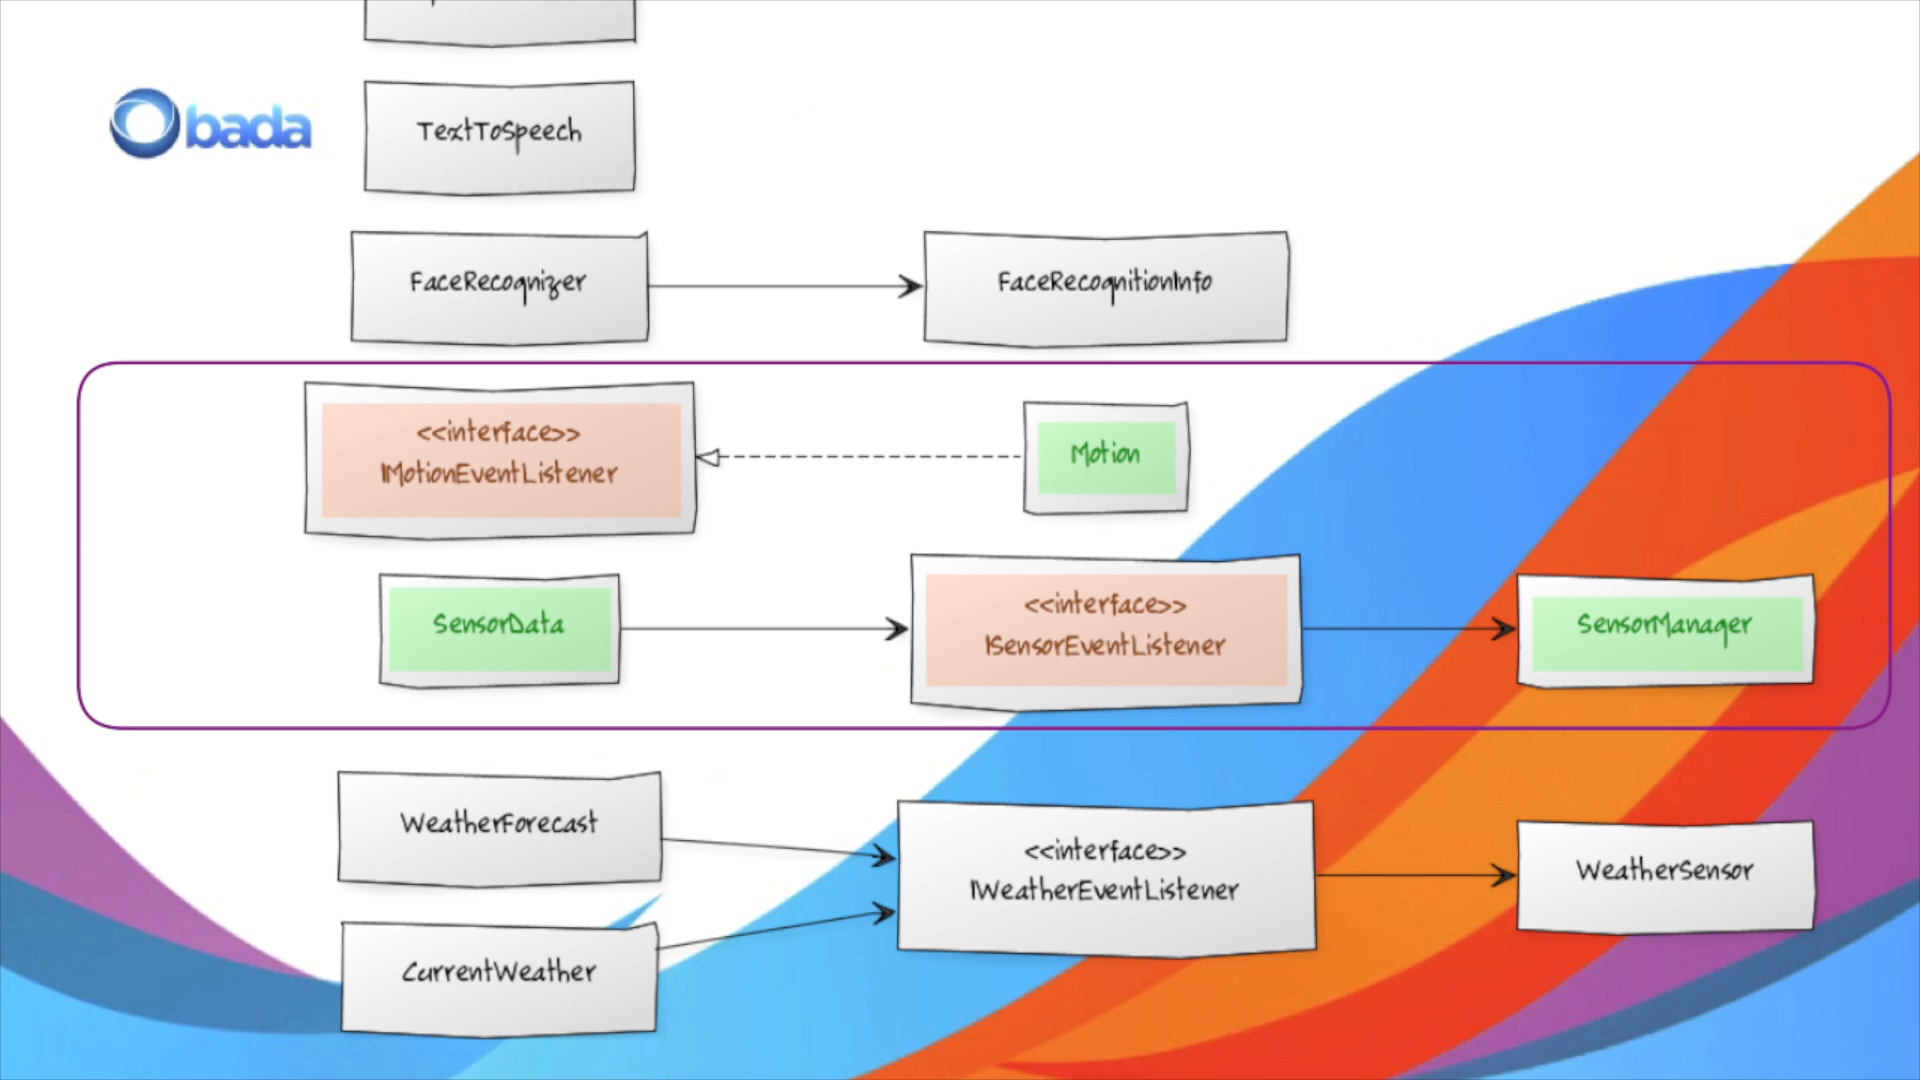 bada
TextToSpeech
FaceRecognizer
FaceRecognitionInfo
<<interface>>
IMotionEventListener
Motion
SensorData
<<interface>>
ISensorEventListener
SensorManager
WeatherForecast
<<interface>>
IWeatherEventListener
WeatherSensor
CurrentWeather